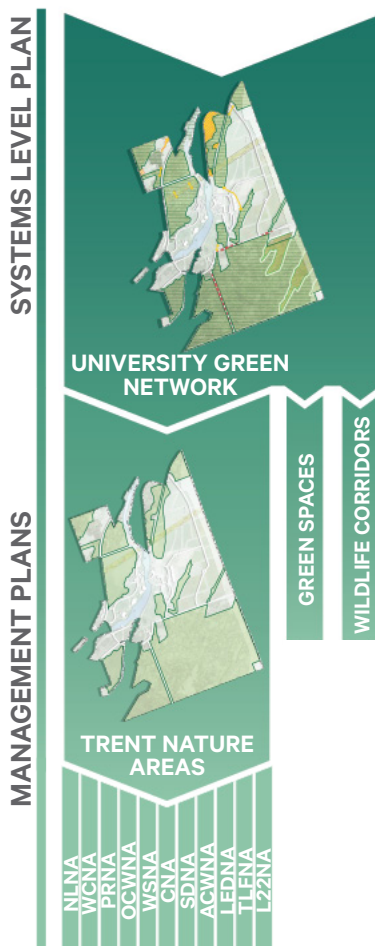 SYSTEMS LEVEL PLAN
UNIVERSITY GREEN
NETWORK
MANAGEMENT PLANS
TRENT NATURE
AREAS
GREEN SPACES
WILDLIFE CORRIDORS
NLNA
WCNA
PRNA
OCWNA
WSNA
CNA
SDNA
ACWNA
LEDNA
TLFNA
L22NA